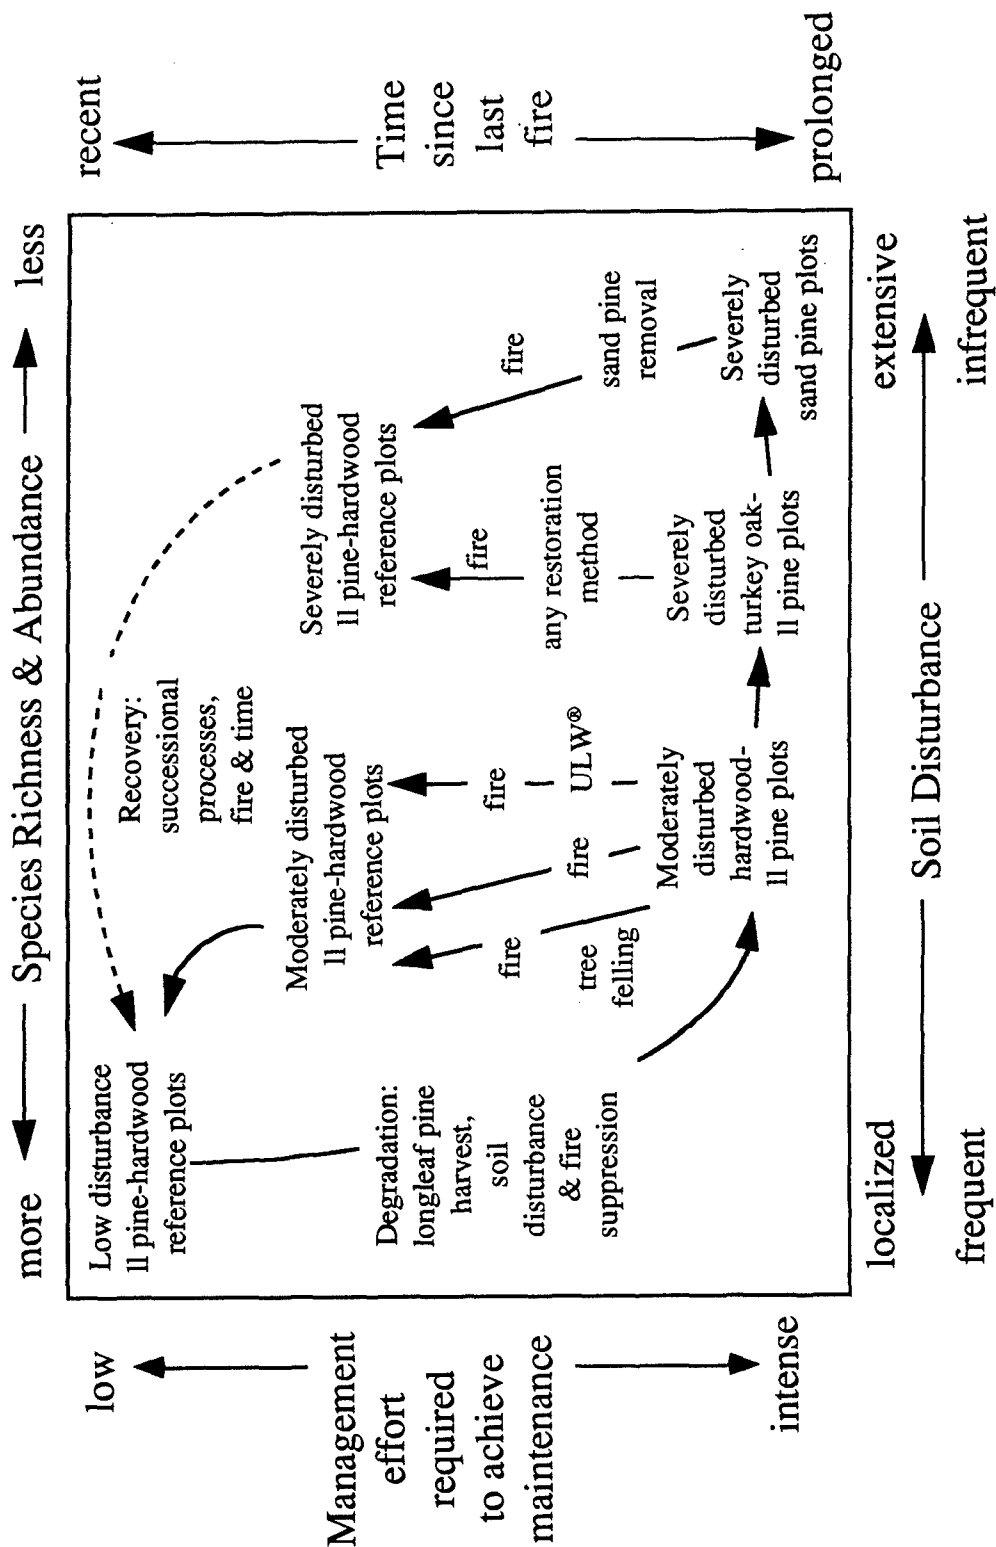 more
Species Richness & Abundance
less
low
Management
effort
required
to achieve
maintenance
intense
recent
Time
since
last
fire
prolonged
Low disturbance
ll pine-hardwood
reference plots
Degradation:
longleaf pine
harvest,
soil
disturbance
& fire
suppression
Recovery:
successional
processes,
fire & time
Moderately disturbed
ll pine-hardwood
reference plots
Severely disturbed
ll pine-hardwood
reference plots
fire
tree
felling
fire
fire
ULW®
fire
any restoration
method
fire
sand pine
removal
Moderately
disturbed
hardwood-
ll pine plots
Severely
disturbed
turkey oak-
ll pine plots
Severely
disturbed
sand pine plots
localized
Soil Disturbance
extensive
frequent
infrequent